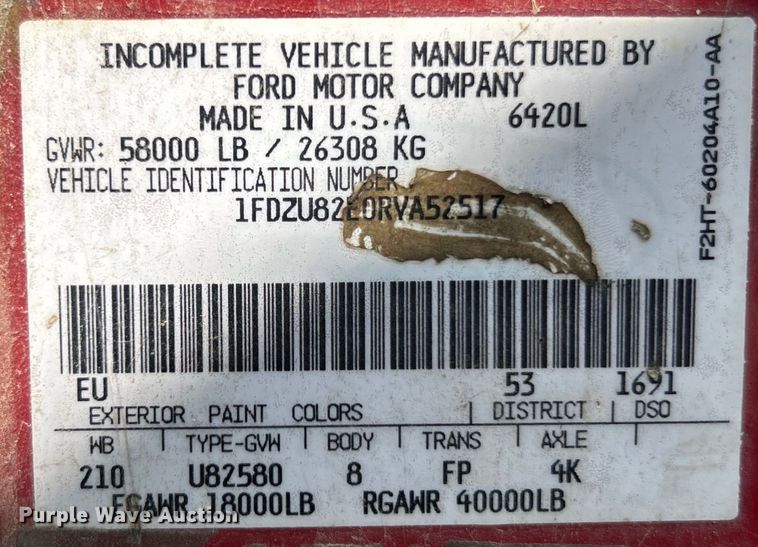 INCOMPLETE VEHICLE MANUFACTURED BY
FORD MOTOR COMPANY
MADE IN U.S.A 6420L
GVWR: 58000 LB / 26308 KG
VEHICLE IDENTIFICATION NUMBER
1FDZU82E0RVA52517
F2HT-60204A10-AA
EU 53 1691
EXTERIOR PAINT COLORS DISTRICT DSO
WB TYPE-GVW BODY TRANS AXLE
210 U82580 8 FP 4K
FGAWR 18000LB RGAWR 40000LB
Purple Wave Auction